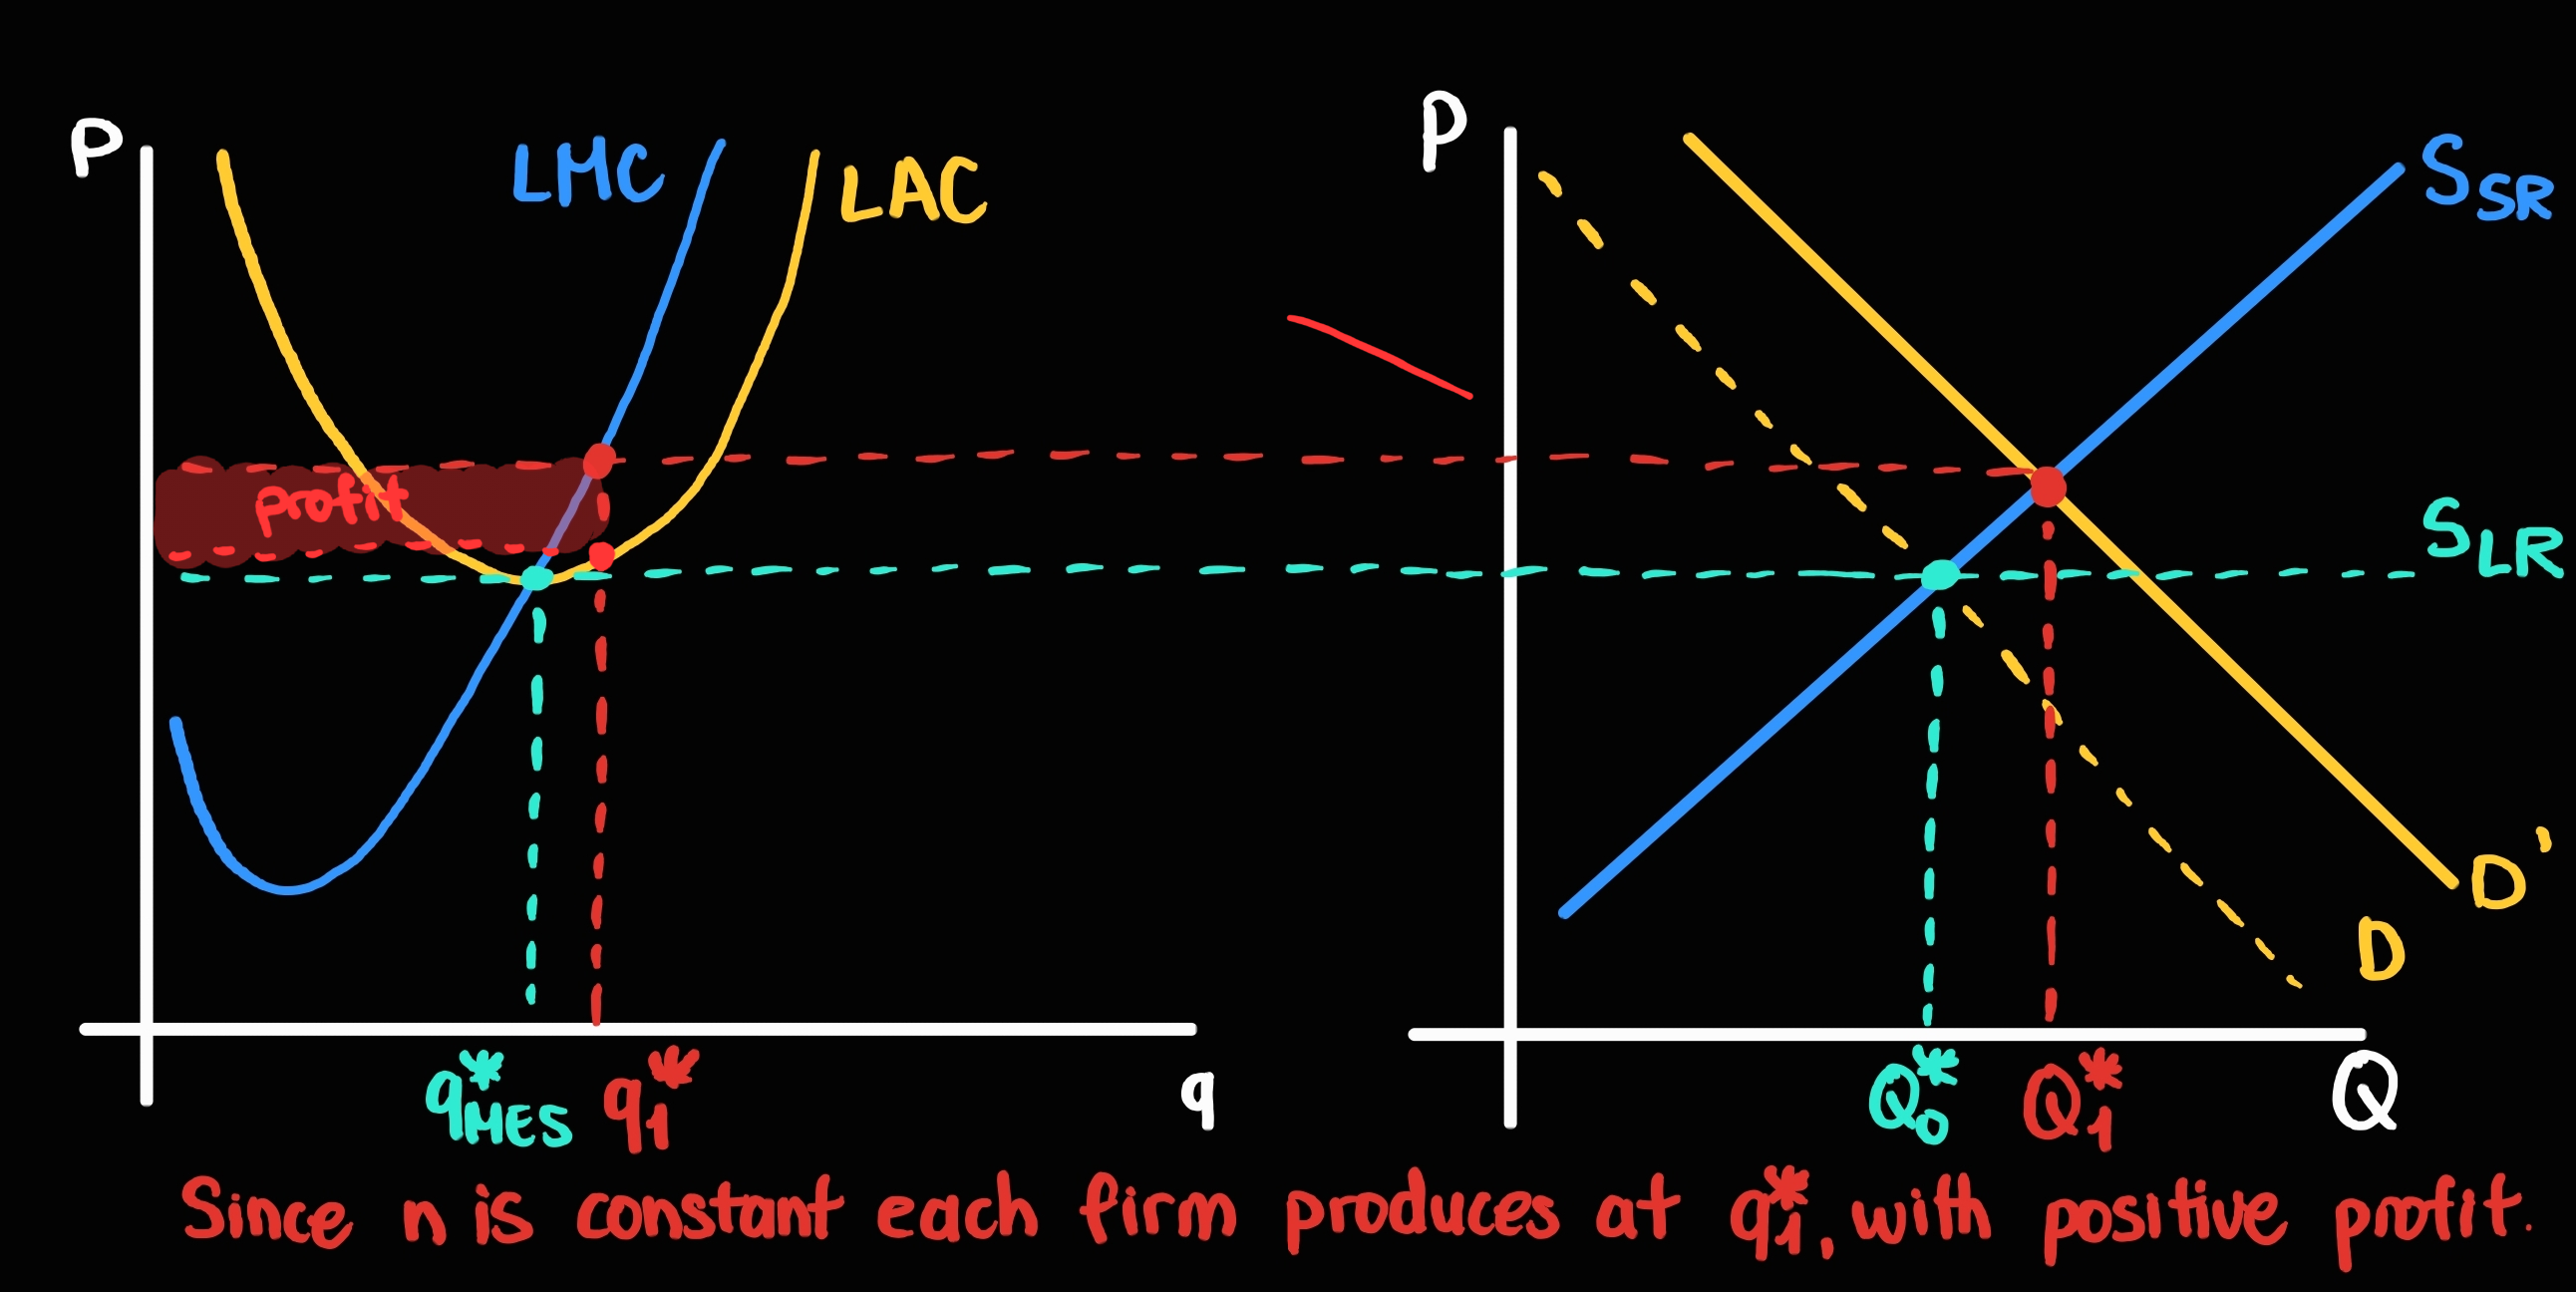 P
LMC
LAC
profit
q*MES
q*1
q
P
SSR
SLR
D'
D
Q*0
Q*1
Q
Since n is constant each firm produces at q*1, with positive profit.